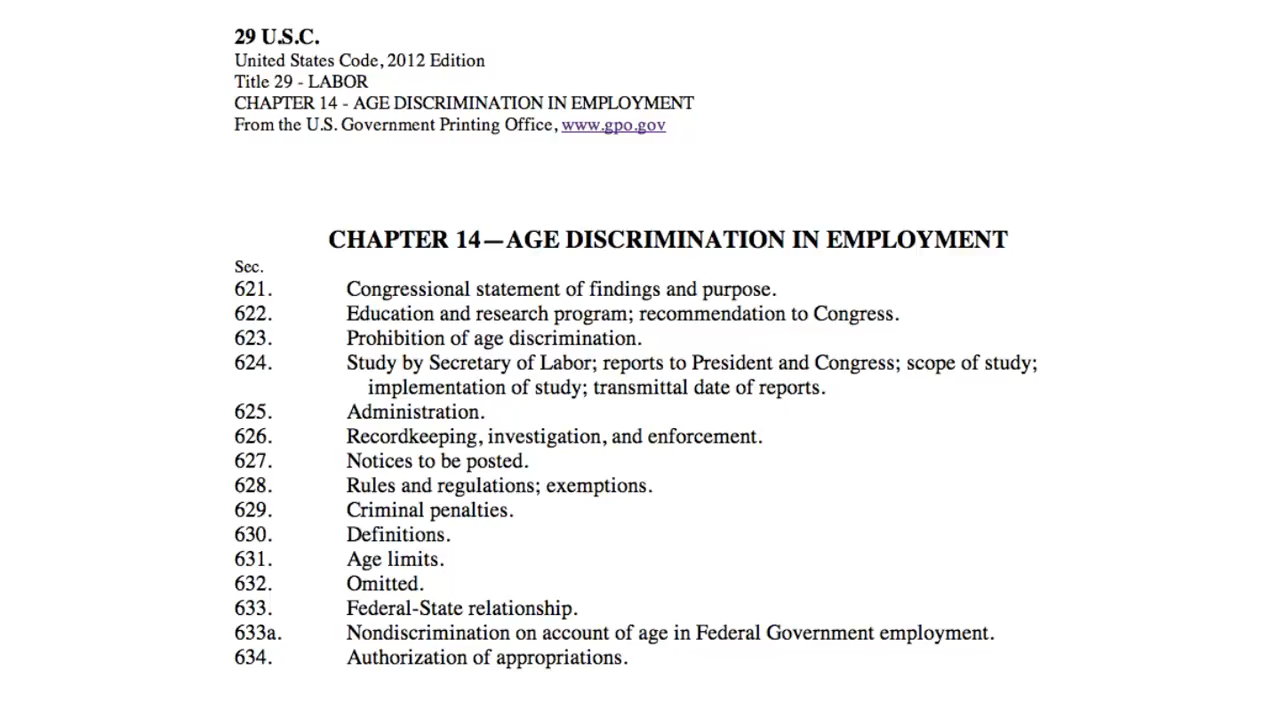 29 U.S.C.
United States Code, 2012 Edition
Title 29 - LABOR
CHAPTER 14 - AGE DISCRIMINATION IN EMPLOYMENT
From the U.S. Government Printing Office, www.gpo.gov
CHAPTER 14—AGE DISCRIMINATION IN EMPLOYMENT
Sec.
621. Congressional statement of findings and purpose.
622. Education and research program; recommendation to Congress.
623. Prohibition of age discrimination.
624. Study by Secretary of Labor; reports to President and Congress; scope of study;
implementation of study; transmittal date of reports.
625. Administration.
626. Recordkeeping, investigation, and enforcement.
627. Notices to be posted.
628. Rules and regulations; exemptions.
629. Criminal penalties.
630. Definitions.
631. Age limits.
632. Omitted.
633. Federal-State relationship.
633a. Nondiscrimination on account of age in Federal Government employment.
634. Authorization of appropriations.